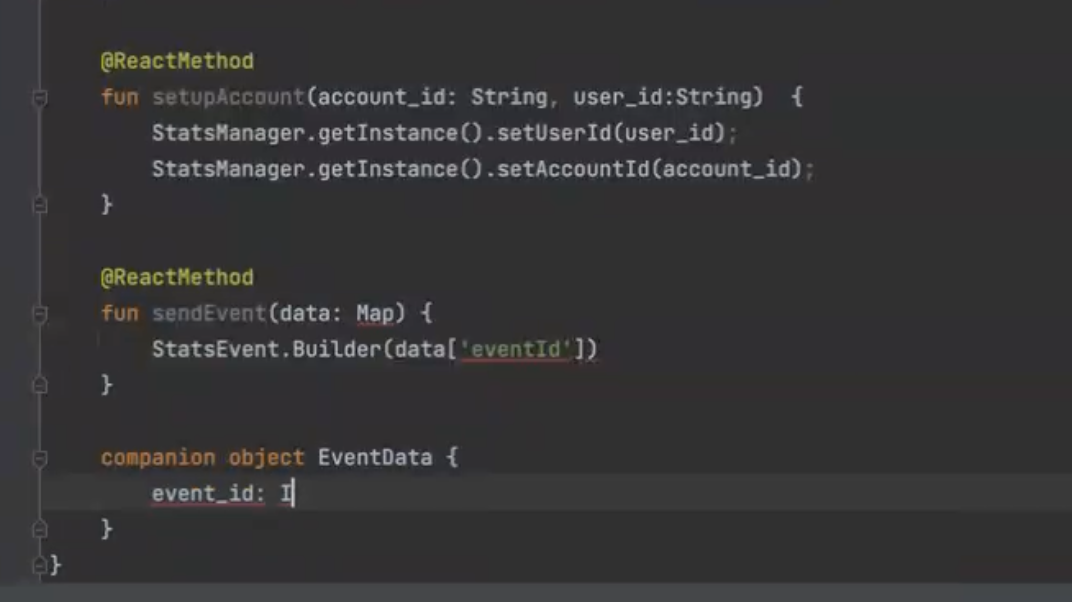 @ReactMethod
fun setupAccount(account_id: String, user_id:String)  {
StatsManager.getInstance().setUserId(user_id);
StatsManager.getInstance().setAccountId(account_id);
}
@ReactMethod
fun sendEvent(data: Map) {
StatsEvent.Builder(data['eventId'])
}
companion object EventData {
event_id: I
}
}